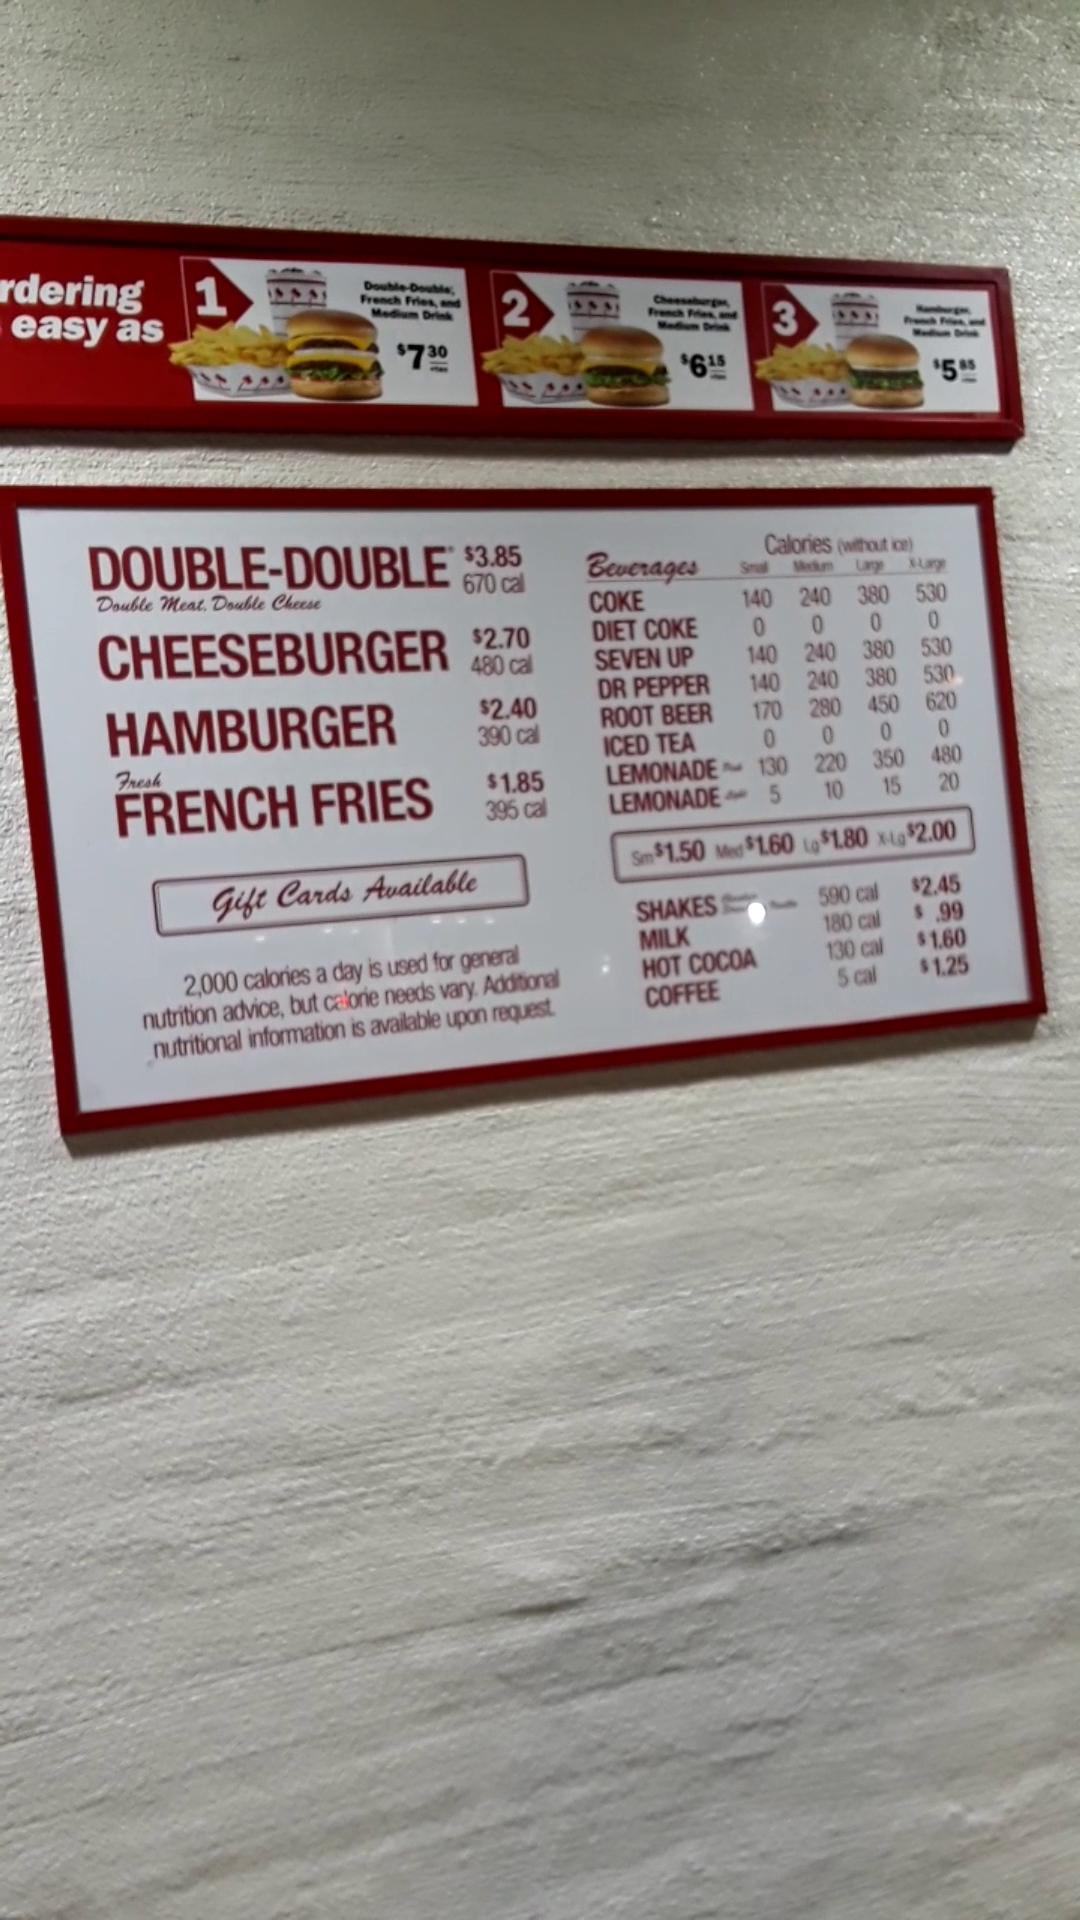 rdering
easy as
1
Double-Double,
French Fries, and
Medium Drink
$7 30
2
Cheeseburger,
French Fries, and
Medium Drink
$6 15
3
Hamburger,
French Fries, and
Medium Drink
$5 85
DOUBLE-DOUBLE $3.85
Double Meat, Double Cheese 670 cal
CHEESEBURGER $2.70
480 cal
HAMBURGER $2.40
390 cal
Fresh
FRENCH FRIES $1.85
395 cal
Gift Cards Available
2,000 calories a day is used for general
nutrition advice, but calorie needs vary. Additional
nutritional information is available upon request.
Calories (without ice)
Beverages Small Medium Large X-Large
COKE 140 240 380 530
DIET COKE 0 0 0 0
SEVEN UP 140 240 380 530
DR PEPPER 140 240 380 530
ROOT BEER 170 280 450 620
ICED TEA 0 0 0 0
LEMONADE 130 220 350 480
LEMONADE 5 10 15 20
Sm $1.50 Med $1.60 Lg $1.80 X-Lg $2.00
SHAKES 590 cal $2.45
MILK 180 cal $ .99
HOT COCOA 130 cal $1.60
COFFEE 5 cal $1.25